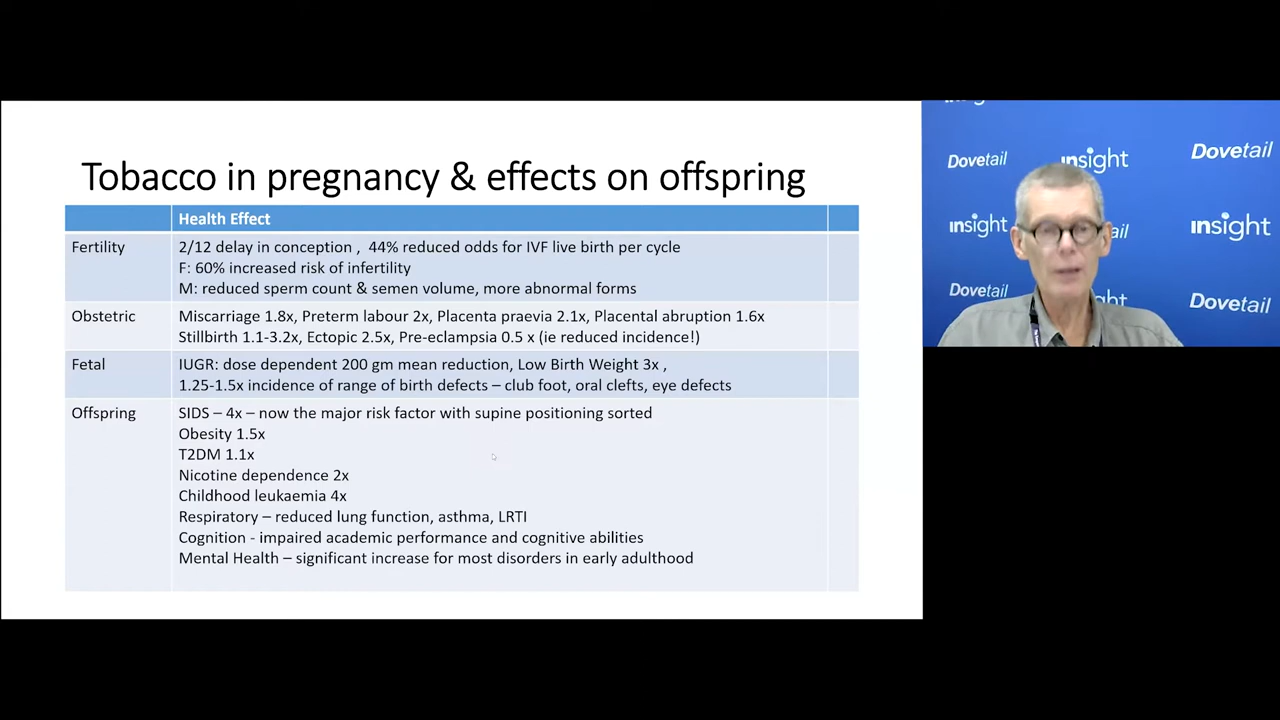 Tobacco in pregnancy & effects on offspring
Health Effect
Fertility
2/12 delay in conception , 44% reduced odds for IVF live birth per cycle
F: 60% increased risk of infertility
M: reduced sperm count & semen volume, more abnormal forms
Obstetric
Miscarriage 1.8x, Preterm labour 2x, Placenta praevia 2.1x, Placental abruption 1.6x
Stillbirth 1.1-3.2x, Ectopic 2.5x, Pre-eclampsia 0.5 x (ie reduced incidence!)
Fetal
IUGR: dose dependent 200 gm mean reduction, Low Birth Weight 3x ,
1.25-1.5x incidence of range of birth defects – club foot, oral clefts, eye defects
Offspring
SIDS – 4x – now the major risk factor with supine positioning sorted
Obesity 1.5x
T2DM 1.1x
Nicotine dependence 2x
Childhood leukaemia 4x
Respiratory – reduced lung function, asthma, LRTI
Cognition - impaired academic performance and cognitive abilities
Mental Health – significant increase for most disorders in early adulthood
Dovetail insight Dovetail
insight insight
Dovetail Dovetail